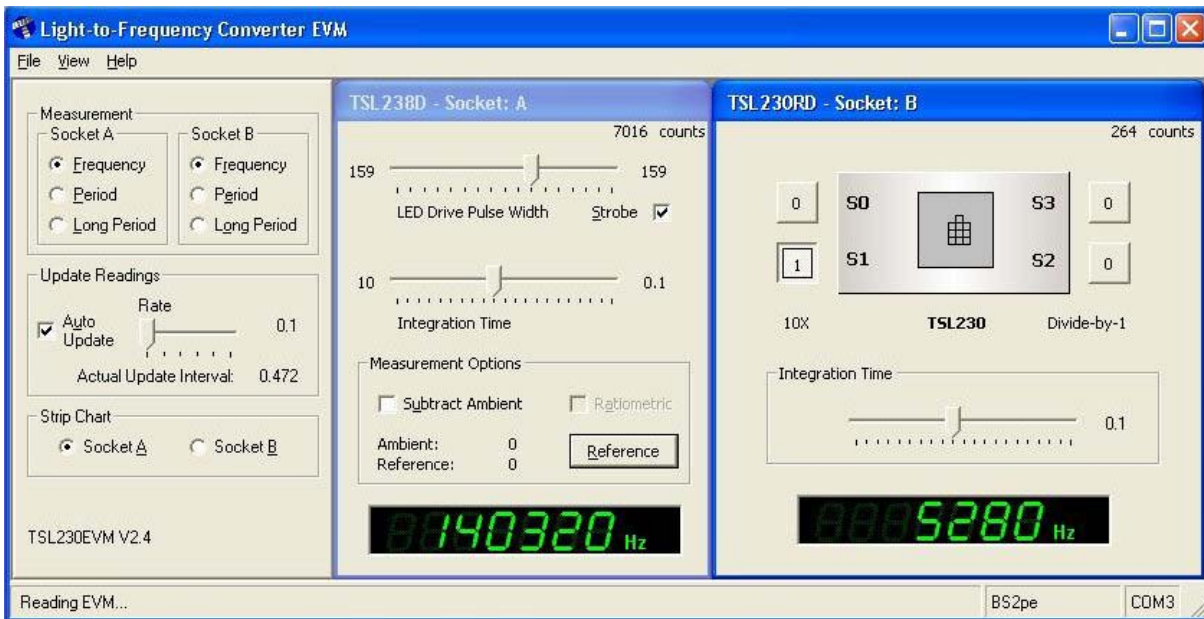 Light-to-Frequency Converter EVM
File View Help
Measurement
Socket A Socket B
Frequency Frequency
Period Period
Long Period Long Period
Update Readings
Rate
Auto Update 0.1
Actual Update Interval: 0.472
Strip Chart
Socket A Socket B
TSL230EVM V2.4
TSL238D - Socket: A
7016 counts
159 159
LED Drive Pulse Width Strobe
10 0.1
Integration Time
Measurement Options
Subtract Ambient Ratiometric
Ambient: 0
Reference: 0
Reference
140320 Hz
TSL230RD - Socket: B
264 counts
0 S0 S3 0
1 S1 S2 0
10X TSL230 Divide-by-1
Integration Time
0.1
5280 Hz
Reading EVM... BS2pe COM3